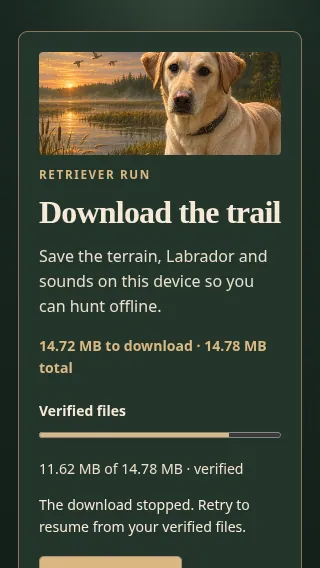 RETRIEVER RUN
Download the trail
Save the terrain, Labrador and
sounds on this device so you
can hunt offline.
14.72 MB to download · 14.78 MB
total
Verified files
11.62 MB of 14.78 MB · verified
The download stopped. Retry to
resume from your verified files.